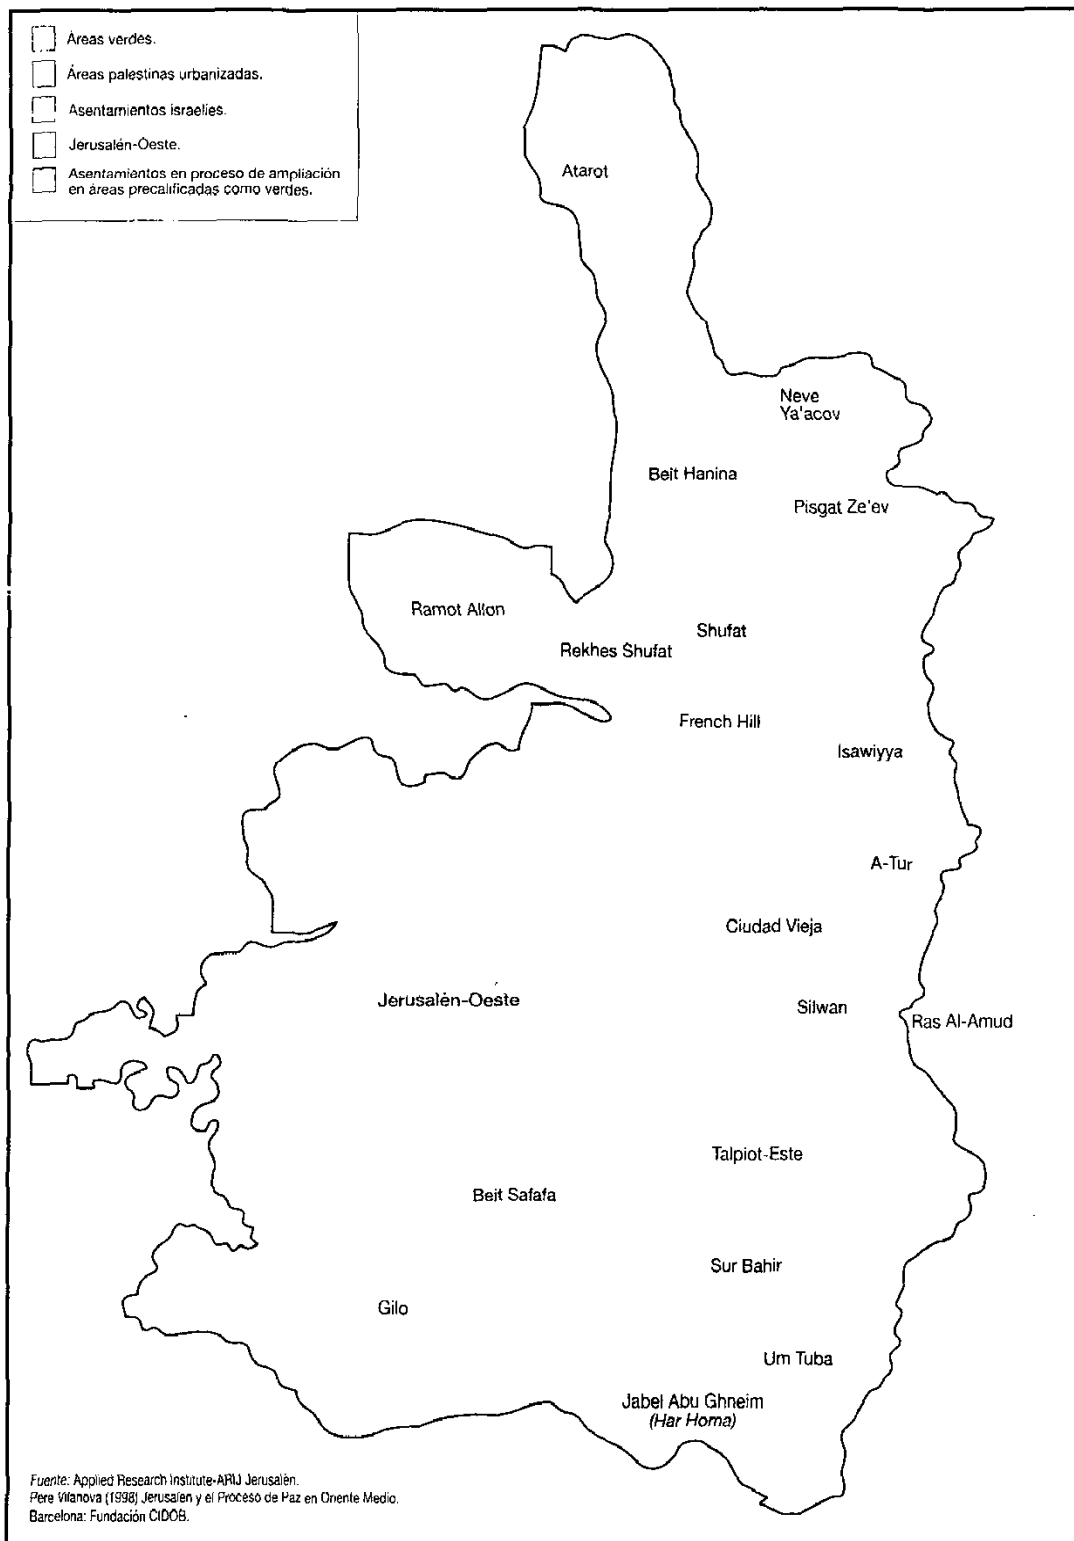 Áreas verdes.
Áreas palestinas urbanizadas.
Asentamientos israelíes.
Jerusalén-Oeste.
Asentamientos en proceso de ampliación
en áreas precalificadas como verdes.
Atarot
Neve
Ya'acov
Beit Hanina
Pisgat Ze'ev
Ramot Allon
Shufat
Rekhes Shufat
French Hill
Isawiyya
A-Tur
Ciudad Vieja
Jerusalén-Oeste
Silwan
Ras Al-Amud
Talpiot-Este
Beit Safafa
Sur Bahir
Gilo
Um Tuba
Jabel Abu Ghneim
(Har Homa)
Fuente: Applied Research Institute-ARIJ Jerusalén.
Pere Vilanova (1998) Jerusalen y el Proceso de Paz en Oriente Medio.
Barcelona: Fundación CIDOB.